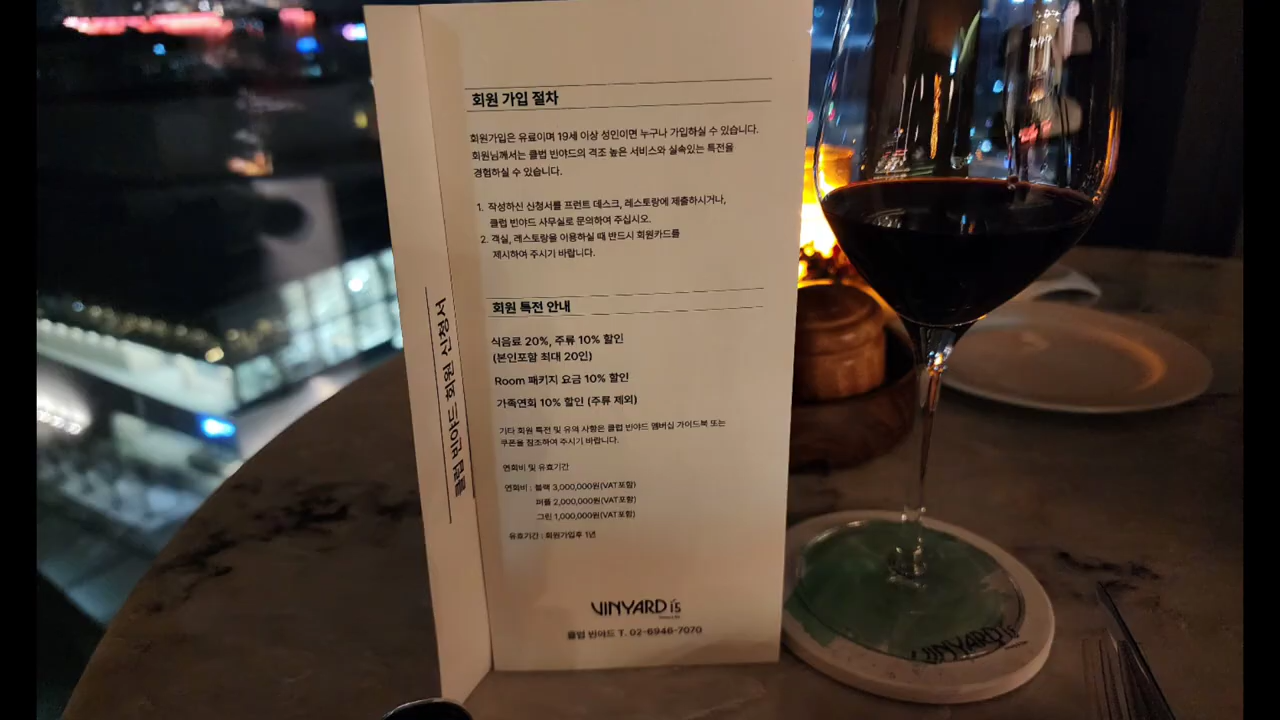 클럽 빈야드 회원 신청서
회원 가입 절차
회원가입은 유료이며 19세 이상 성인이면 누구나 가입하실 수 있습니다.
회원님께서는 클럽 빈야드의 격조 높은 서비스와 실속있는 특전을
경험하실 수 있습니다.
1. 작성하신 신청서를 프런트 데스크, 레스토랑에 제출하시거나,
클럽 빈야드 사무실로 문의하여 주십시오.
2. 객실, 레스토랑을 이용하실 때 반드시 회원카드를
제시하여 주시기 바랍니다.
회원 특전 안내
식음료 20%, 주류 10% 할인
(본인포함 최대 20인)
Room 패키지 요금 10% 할인
가족연회 10% 할인 (주류 제외)
기타 회원 특전 및 유의 사항은 클럽 빈야드 멤버십 가이드북 또는
쿠폰을 참조하여 주시기 바랍니다.
연회비 및 유효기간
연회비 : 블랙 3,000,000원(VAT포함)
퍼플 2,000,000원(VAT포함)
그린 1,000,000원(VAT포함)
유효기간 : 회원가입후 1년
VINYARD is
클럽 빈야드 T. 02-6946-7070
VINYARD is